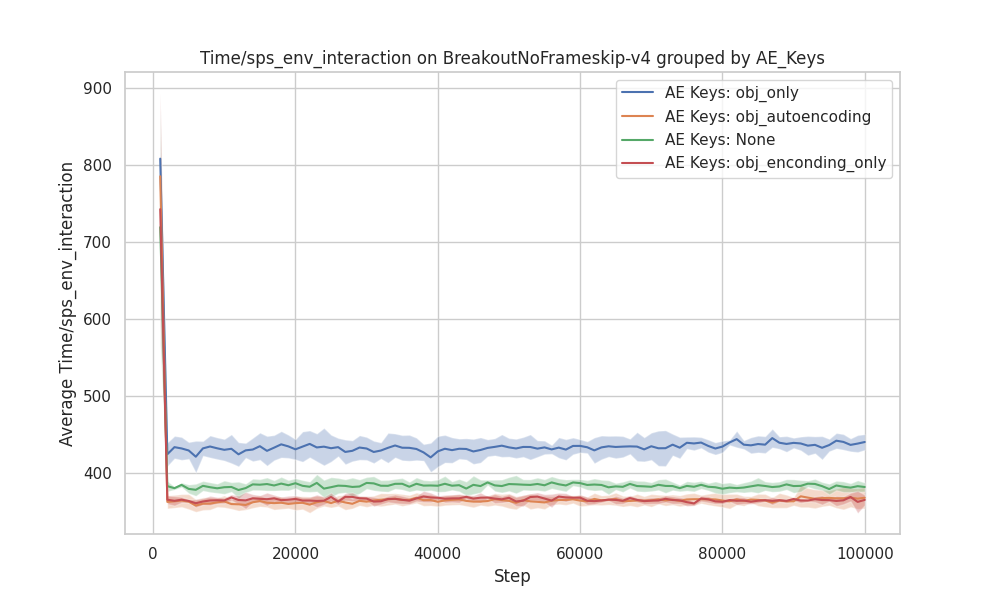 Time/sps_env_interaction on BreakoutNoFrameskip-v4 grouped by AE_Keys
AE Keys: obj_only
AE Keys: obj_autoencoding
AE Keys: None
AE Keys: obj_enconding_only
Average Time/sps_env_interaction
900
800
700
600
500
400
0
20000
40000
60000
80000
100000
Step